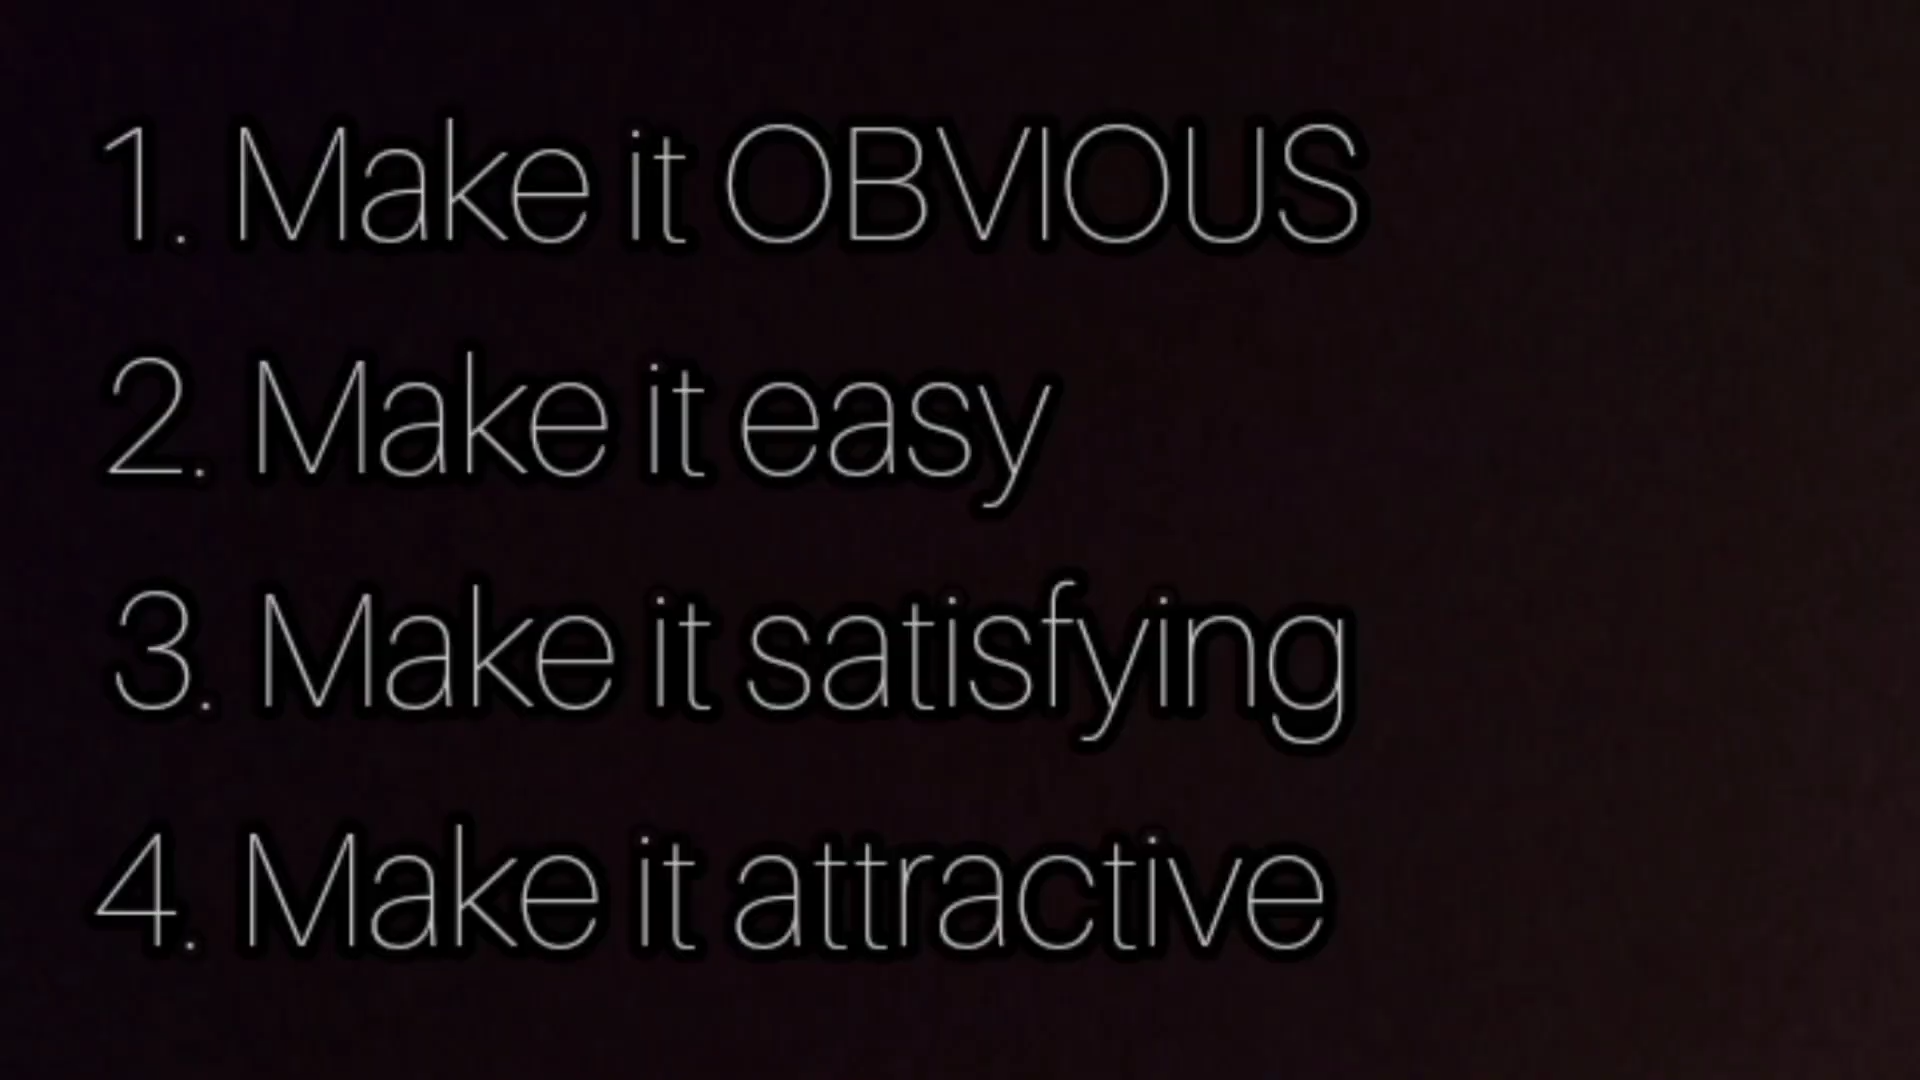 1. Make it OBVIOUS
2. Make it easy
3. Make it satisfying
4. Make it attractive